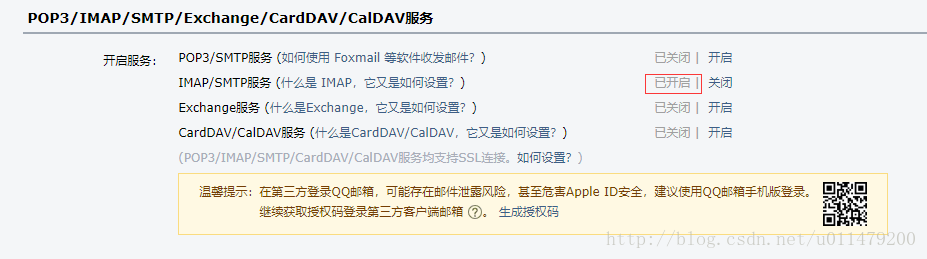 POP3/IMAP/SMTP/Exchange/CardDAV/CalDAV服务
开启服务： POP3/SMTP服务 (如何使用 Foxmail 等软件收发邮件？) 已关闭 | 开启
IMAP/SMTP服务 (什么是 IMAP，它又是如何设置？) 已开启 | 关闭
Exchange服务 (什么是Exchange，它又是如何设置？) 已关闭 | 开启
CardDAV/CalDAV服务 (什么是CardDAV/CalDAV，它又是如何设置？) 已关闭 | 开启
(POP3/IMAP/SMTP/CardDAV/CalDAV服务均支持SSL连接。如何设置？)
温馨提示：在第三方登录QQ邮箱，可能存在邮件泄露风险，甚至危害Apple ID安全，建议使用QQ邮箱手机版登录。
继续获取授权码登录第三方客户端邮箱 ?。 生成授权码
http://blog.csdn.net/u011479200